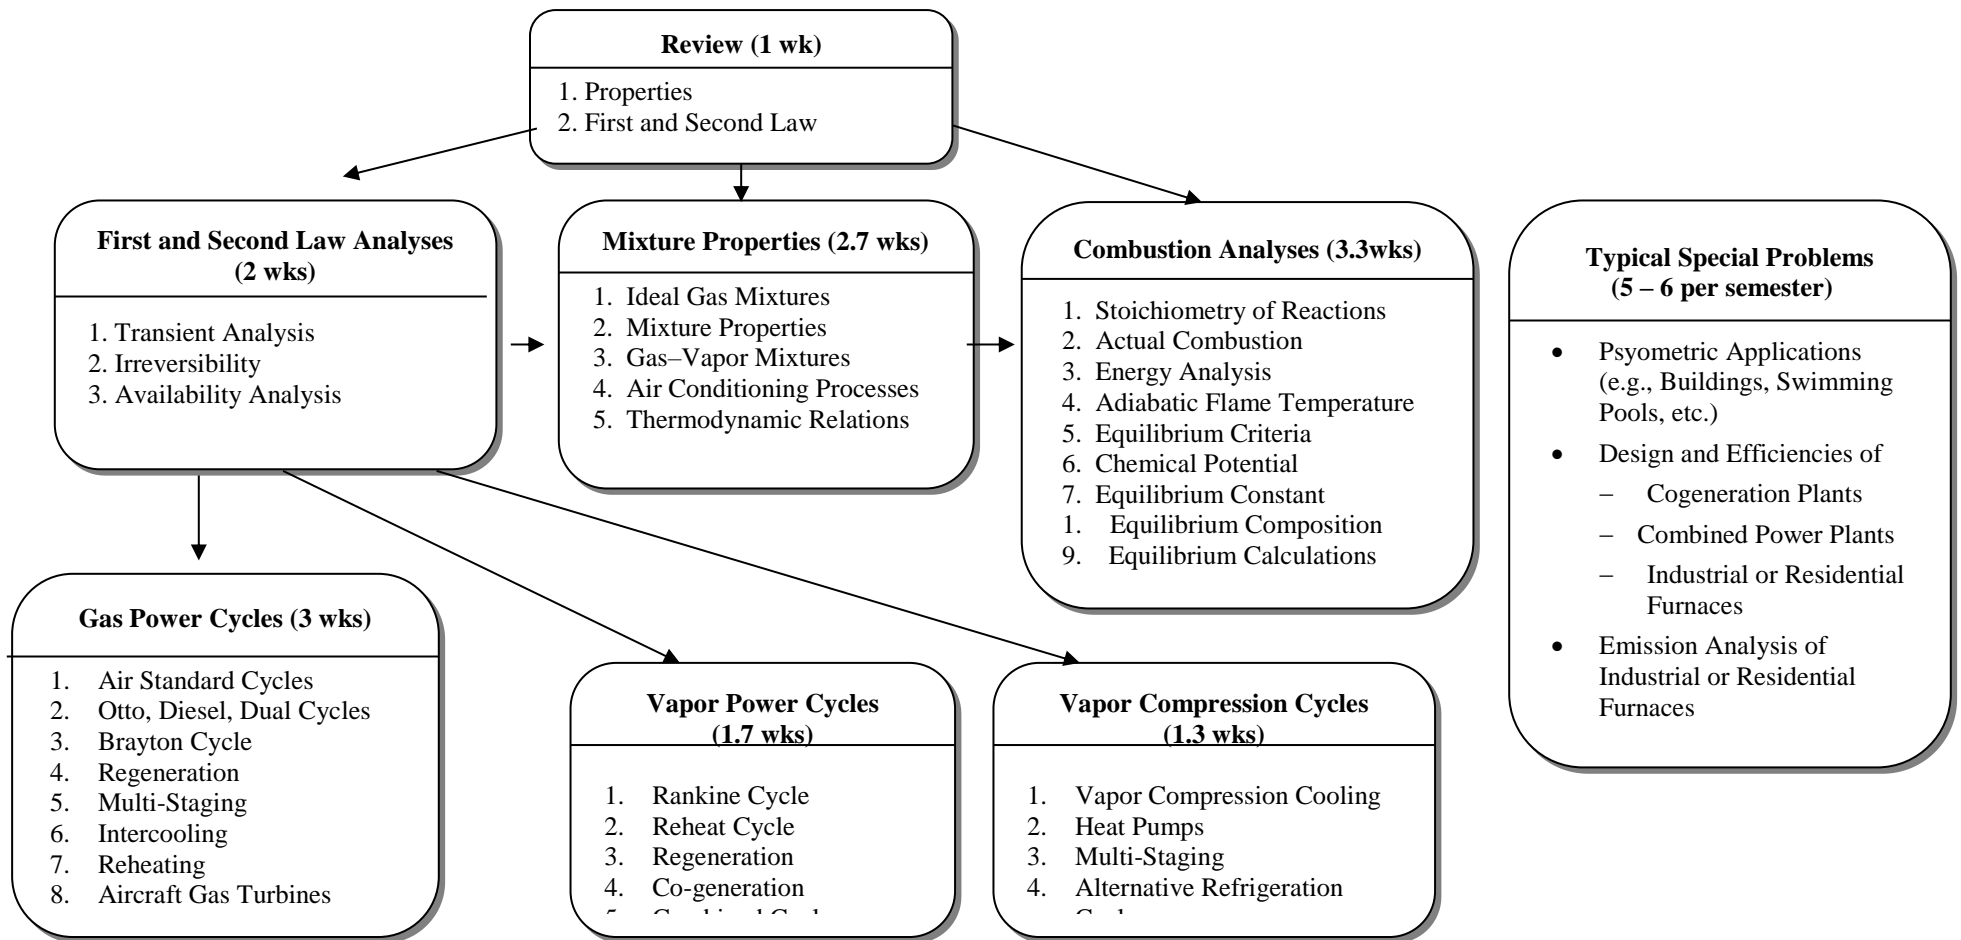 Review (1 wk)
1. Properties
2. First and Second Law
First and Second Law Analyses
(2 wks)
1. Transient Analysis
2. Irreversibility
3. Availability Analysis
Mixture Properties (2.7 wks)
1. Ideal Gas Mixtures
2. Mixture Properties
3. Gas–Vapor Mixtures
4. Air Conditioning Processes
5. Thermodynamic Relations
Combustion Analyses (3.3wks)
1. Stoichiometry of Reactions
2. Actual Combustion
3. Energy Analysis
4. Adiabatic Flame Temperature
5. Equilibrium Criteria
6. Chemical Potential
7. Equilibrium Constant
1. Equilibrium Composition
9. Equilibrium Calculations
Typical Special Problems
(5 – 6 per semester)
• Psyometric Applications
(e.g., Buildings, Swimming
Pools, etc.)
• Design and Efficiencies of
– Cogeneration Plants
– Combined Power Plants
– Industrial or Residential
Furnaces
• Emission Analysis of
Industrial or Residential
Furnaces
Gas Power Cycles (3 wks)
1. Air Standard Cycles
2. Otto, Diesel, Dual Cycles
3. Brayton Cycle
4. Regeneration
5. Multi-Staging
6. Intercooling
7. Reheating
8. Aircraft Gas Turbines
Vapor Power Cycles
(1.7 wks)
1. Rankine Cycle
2. Reheat Cycle
3. Regeneration
4. Co-generation
Vapor Compression Cycles
(1.3 wks)
1. Vapor Compression Cooling
2. Heat Pumps
3. Multi-Staging
4. Alternative Refrigeration